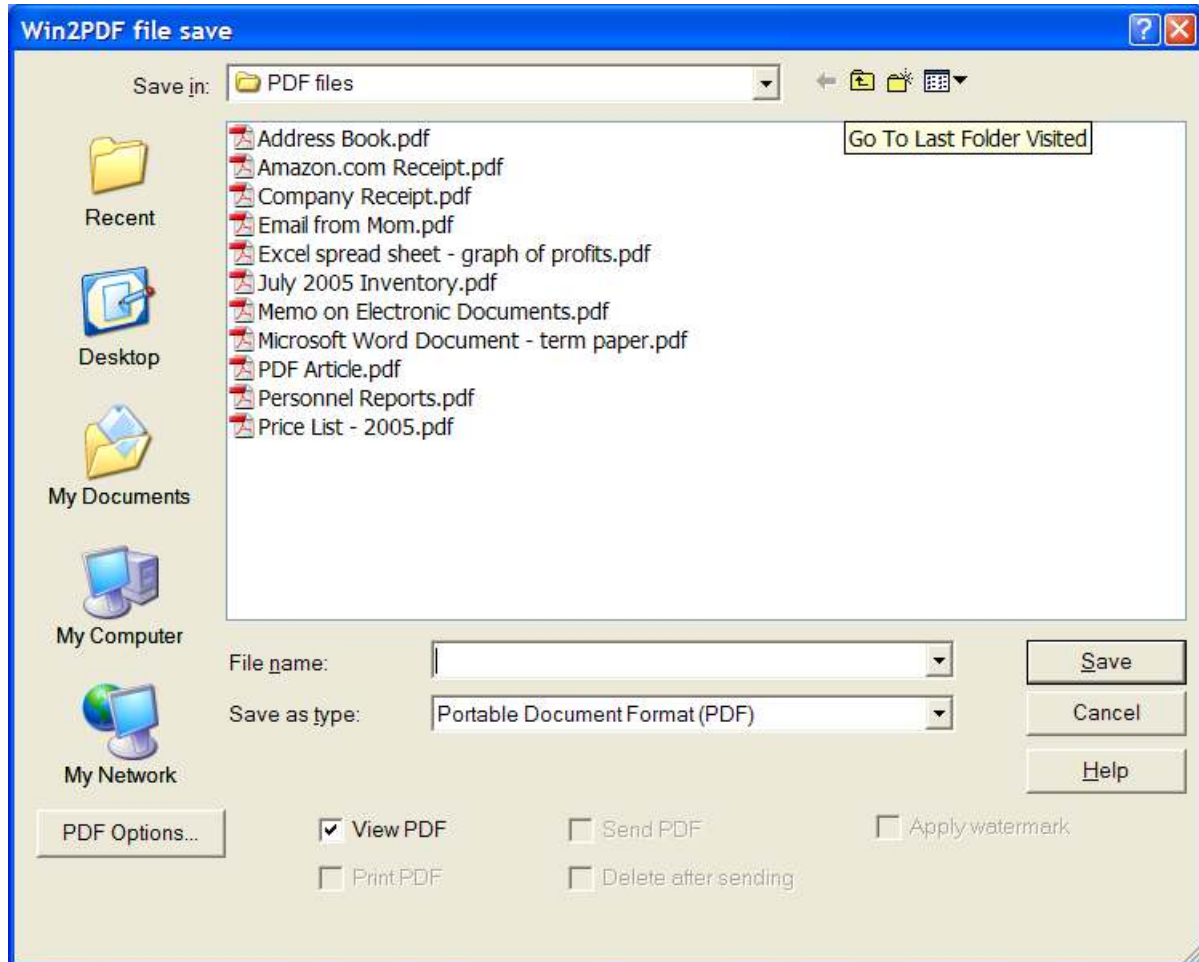 Win2PDF file save
Save in:
PDF files
Go To Last Folder Visited
Recent
Desktop
My Documents
My Computer
My Network
Address Book.pdf
Amazon.com Receipt.pdf
Company Receipt.pdf
Email from Mom.pdf
Excel spread sheet - graph of profits.pdf
July 2005 Inventory.pdf
Memo on Electronic Documents.pdf
Microsoft Word Document - term paper.pdf
PDF Article.pdf
Personnel Reports.pdf
Price List - 2005.pdf
File name:
Save
Save as type:
Portable Document Format (PDF)
Cancel
Help
PDF Options...
View PDF
Send PDF
Apply watermark
Print PDF
Delete after sending